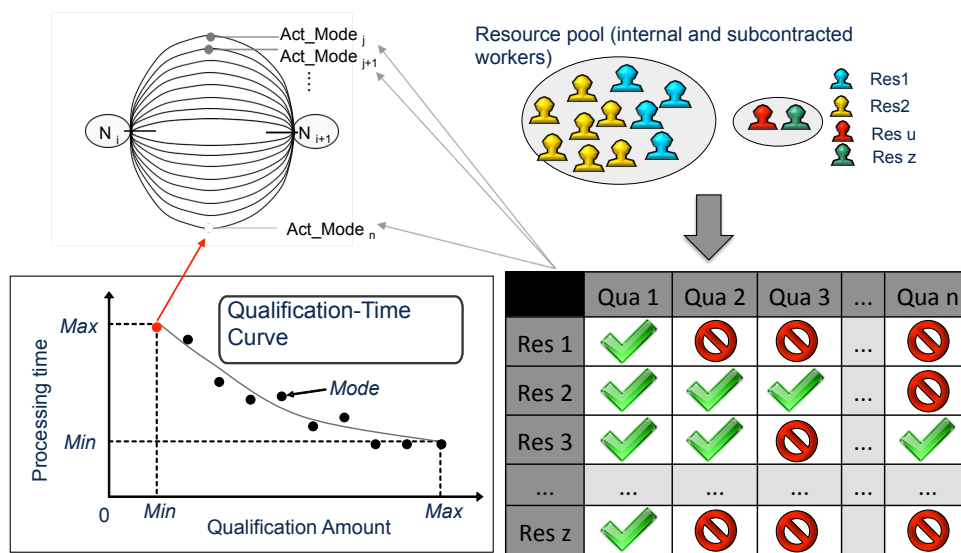 Act_Mode j
Act_Mode j+1
⋮
N i
N i+1
Act_Mode n
Resource pool (internal and subcontracted
workers)
Res1
Res2
Res u
Res z
Qualification-Time
Curve
Max
Mode
Min
Processing time
0
Min
Max
Qualification Amount
Qua 1 Qua 2 Qua 3 ... Qua n
Res 1 ...
Res 2 ...
Res 3 ...
... ... ... ... ... ...
Res z ...